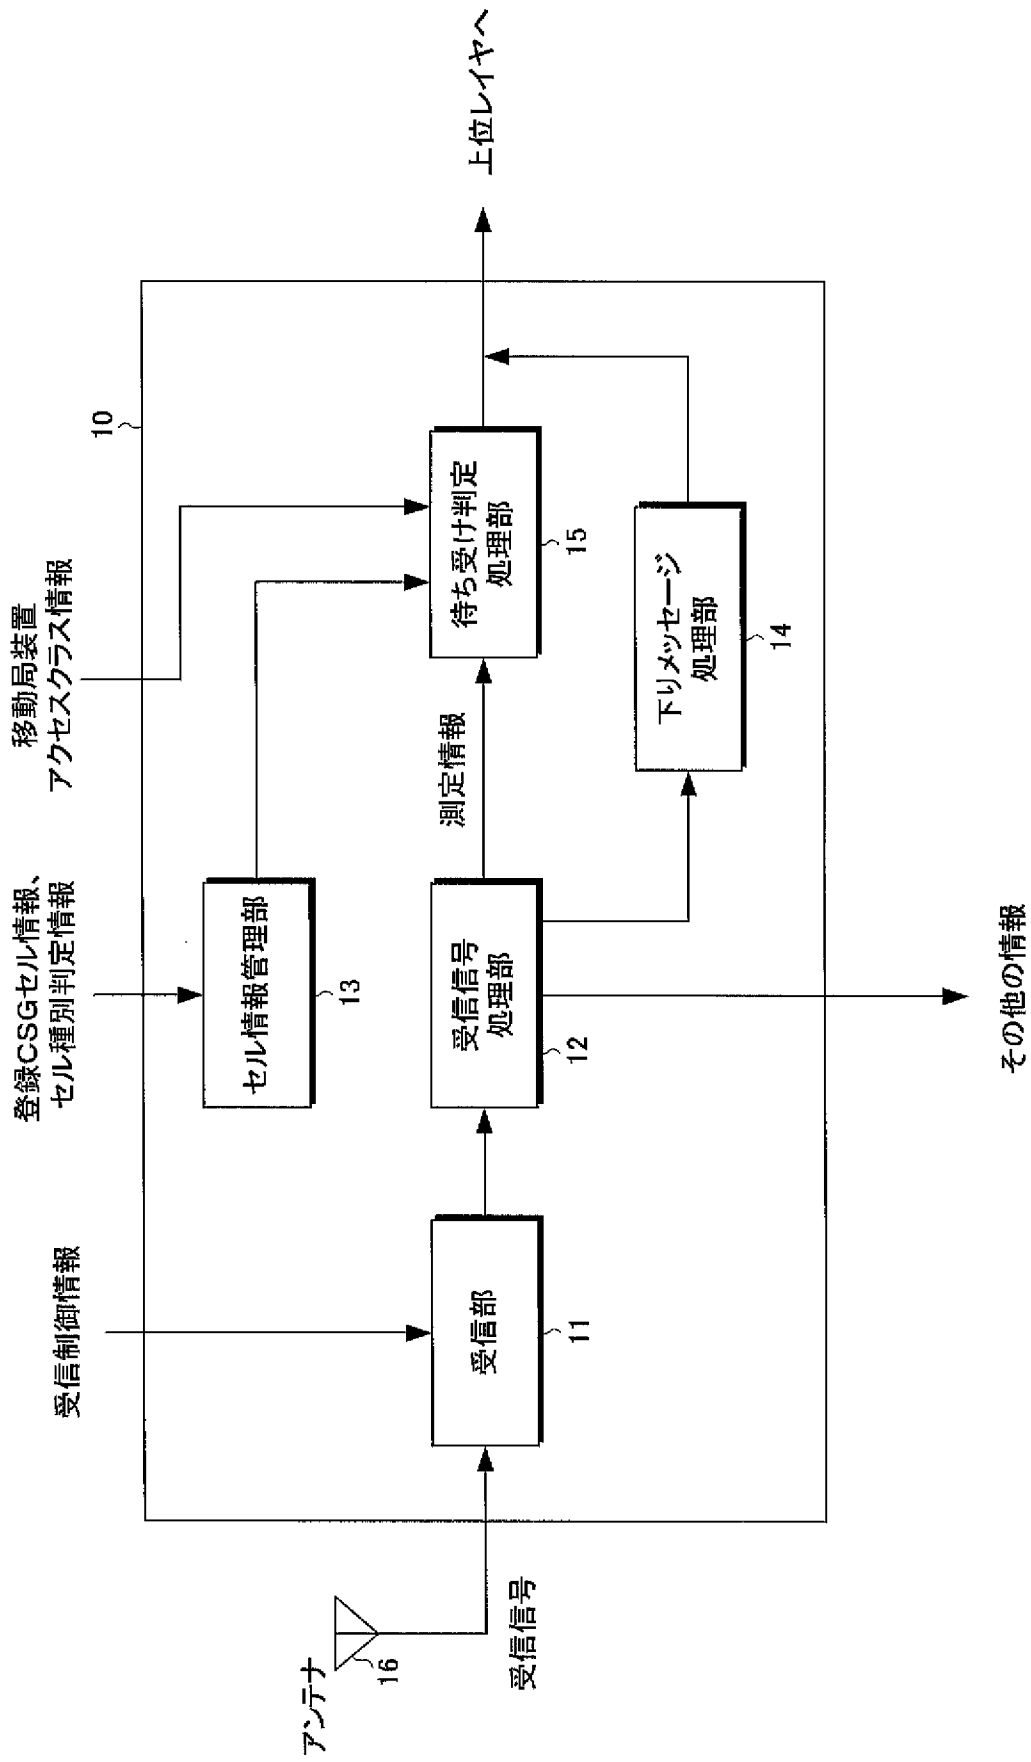 受信制御情報
登録CSGセル情報、
セル種別判定情報
移動局装置
アクセスクラス情報
10
セル情報管理部
13
アンテナ
16
受信信号
受信部
11
受信信号
処理部
12
測定情報
待ち受け判定
処理部
15
上位レイヤへ
下りメッセージ
処理部
14
その他の情報